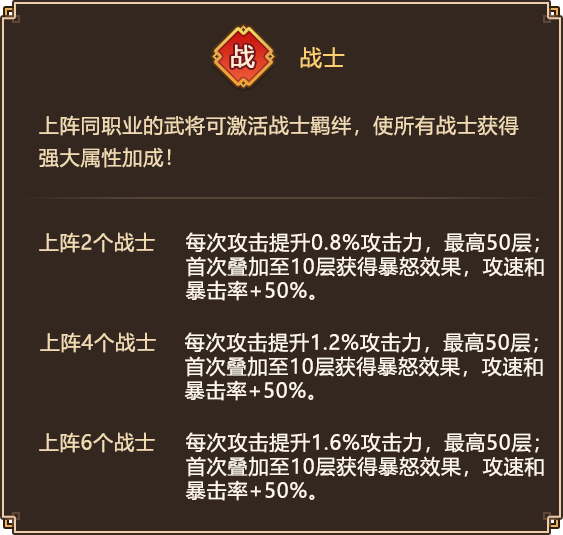 战 战士
上阵同职业的武将可激活战士羁绊，使所有战士获得
强大属性加成！
上阵2个战士 每次攻击提升0.8%攻击力，最高50层；
首次叠加至10层获得暴怒效果，攻速和
暴击率+50%。
上阵4个战士 每次攻击提升1.2%攻击力，最高50层；
首次叠加至10层获得暴怒效果，攻速和
暴击率+50%。
上阵6个战士 每次攻击提升1.6%攻击力，最高50层；
首次叠加至10层获得暴怒效果，攻速和
暴击率+50%。